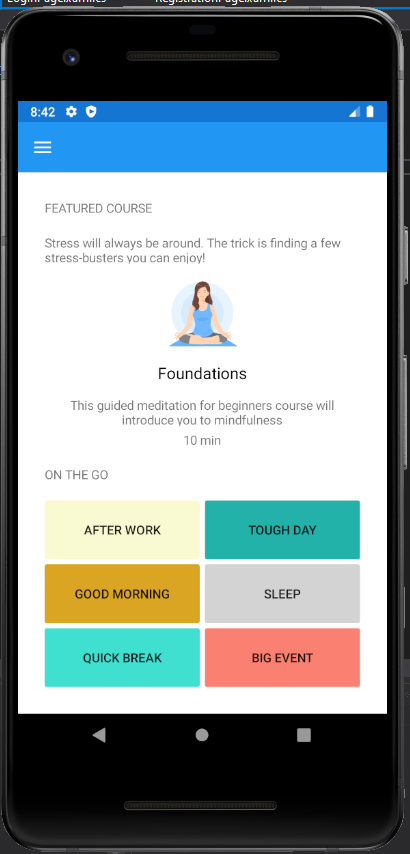 LoginPage.xaml.cs
RegistrationPage.xaml.cs
8:42
FEATURED COURSE
Stress will always be around. The trick is finding a few
stress-busters you can enjoy!
Foundations
This guided meditation for beginners course will
introduce you to mindfulness
10 min
ON THE GO
AFTER WORK
TOUGH DAY
GOOD MORNING
SLEEP
QUICK BREAK
BIG EVENT